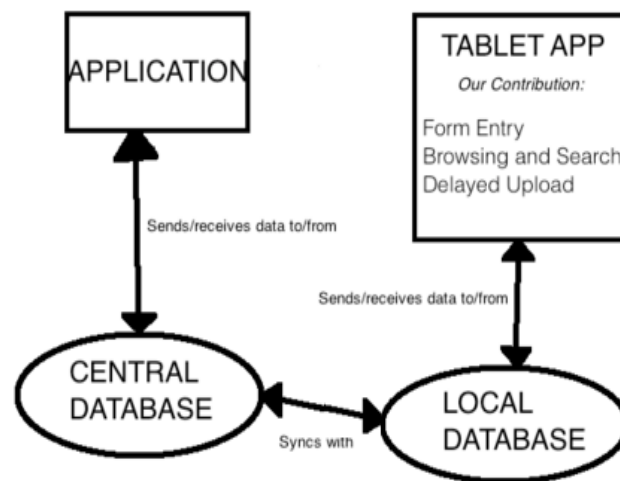 APPLICATION
TABLET APP
Our Contribution:
Form Entry
Browsing and Search
Delayed Upload
Sends/receives data to/from
Sends/receives data to/from
CENTRAL
DATABASE
Syncs with
LOCAL
DATABASE